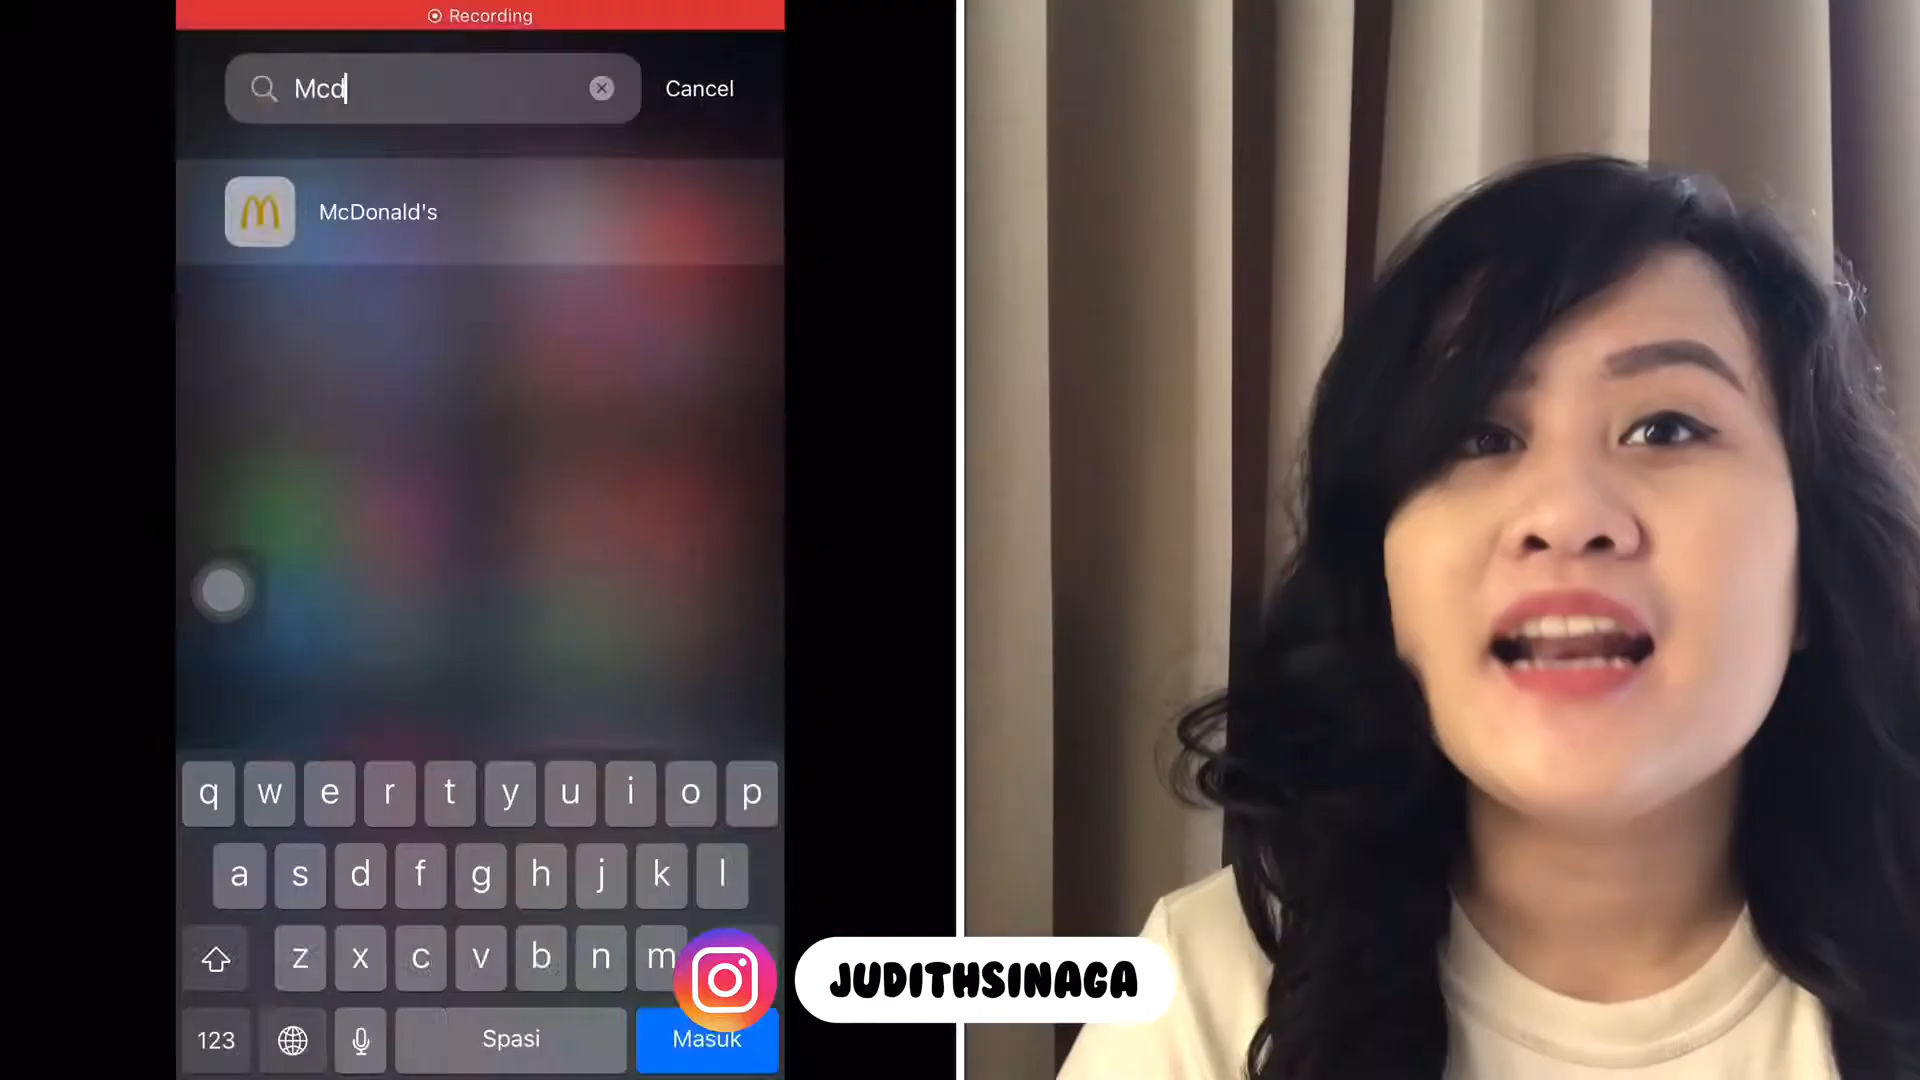 Recording
Mcd
Cancel
McDonald's
q w e r t y u i o p
a s d f g h j k l
z x c v b n m
123
Spasi
Masuk
JUDITHSINAGA